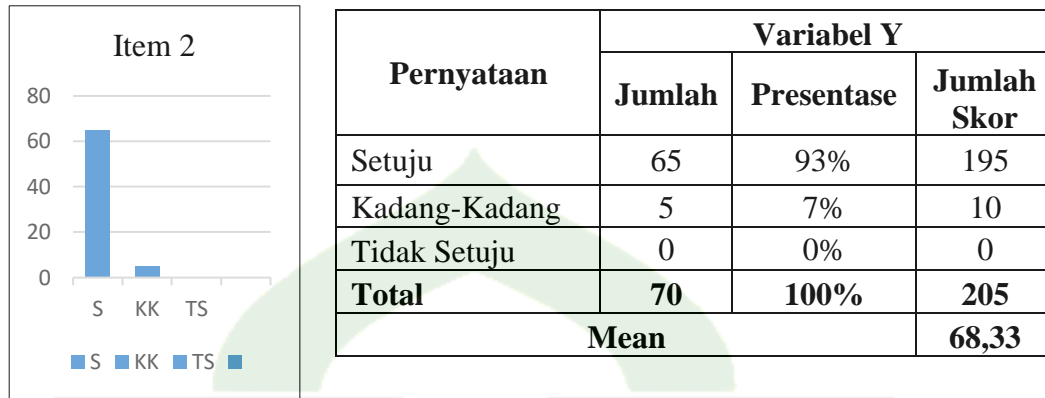 Item 2
80
60
40
20
0
S KK TS
S KK TS
Pernyataan
Variabel Y
Jumlah Presentase Jumlah Skor
Setuju 65 93% 195
Kadang-Kadang 5 7% 10
Tidak Setuju 0 0% 0
Total 70 100% 205
Mean 68,33